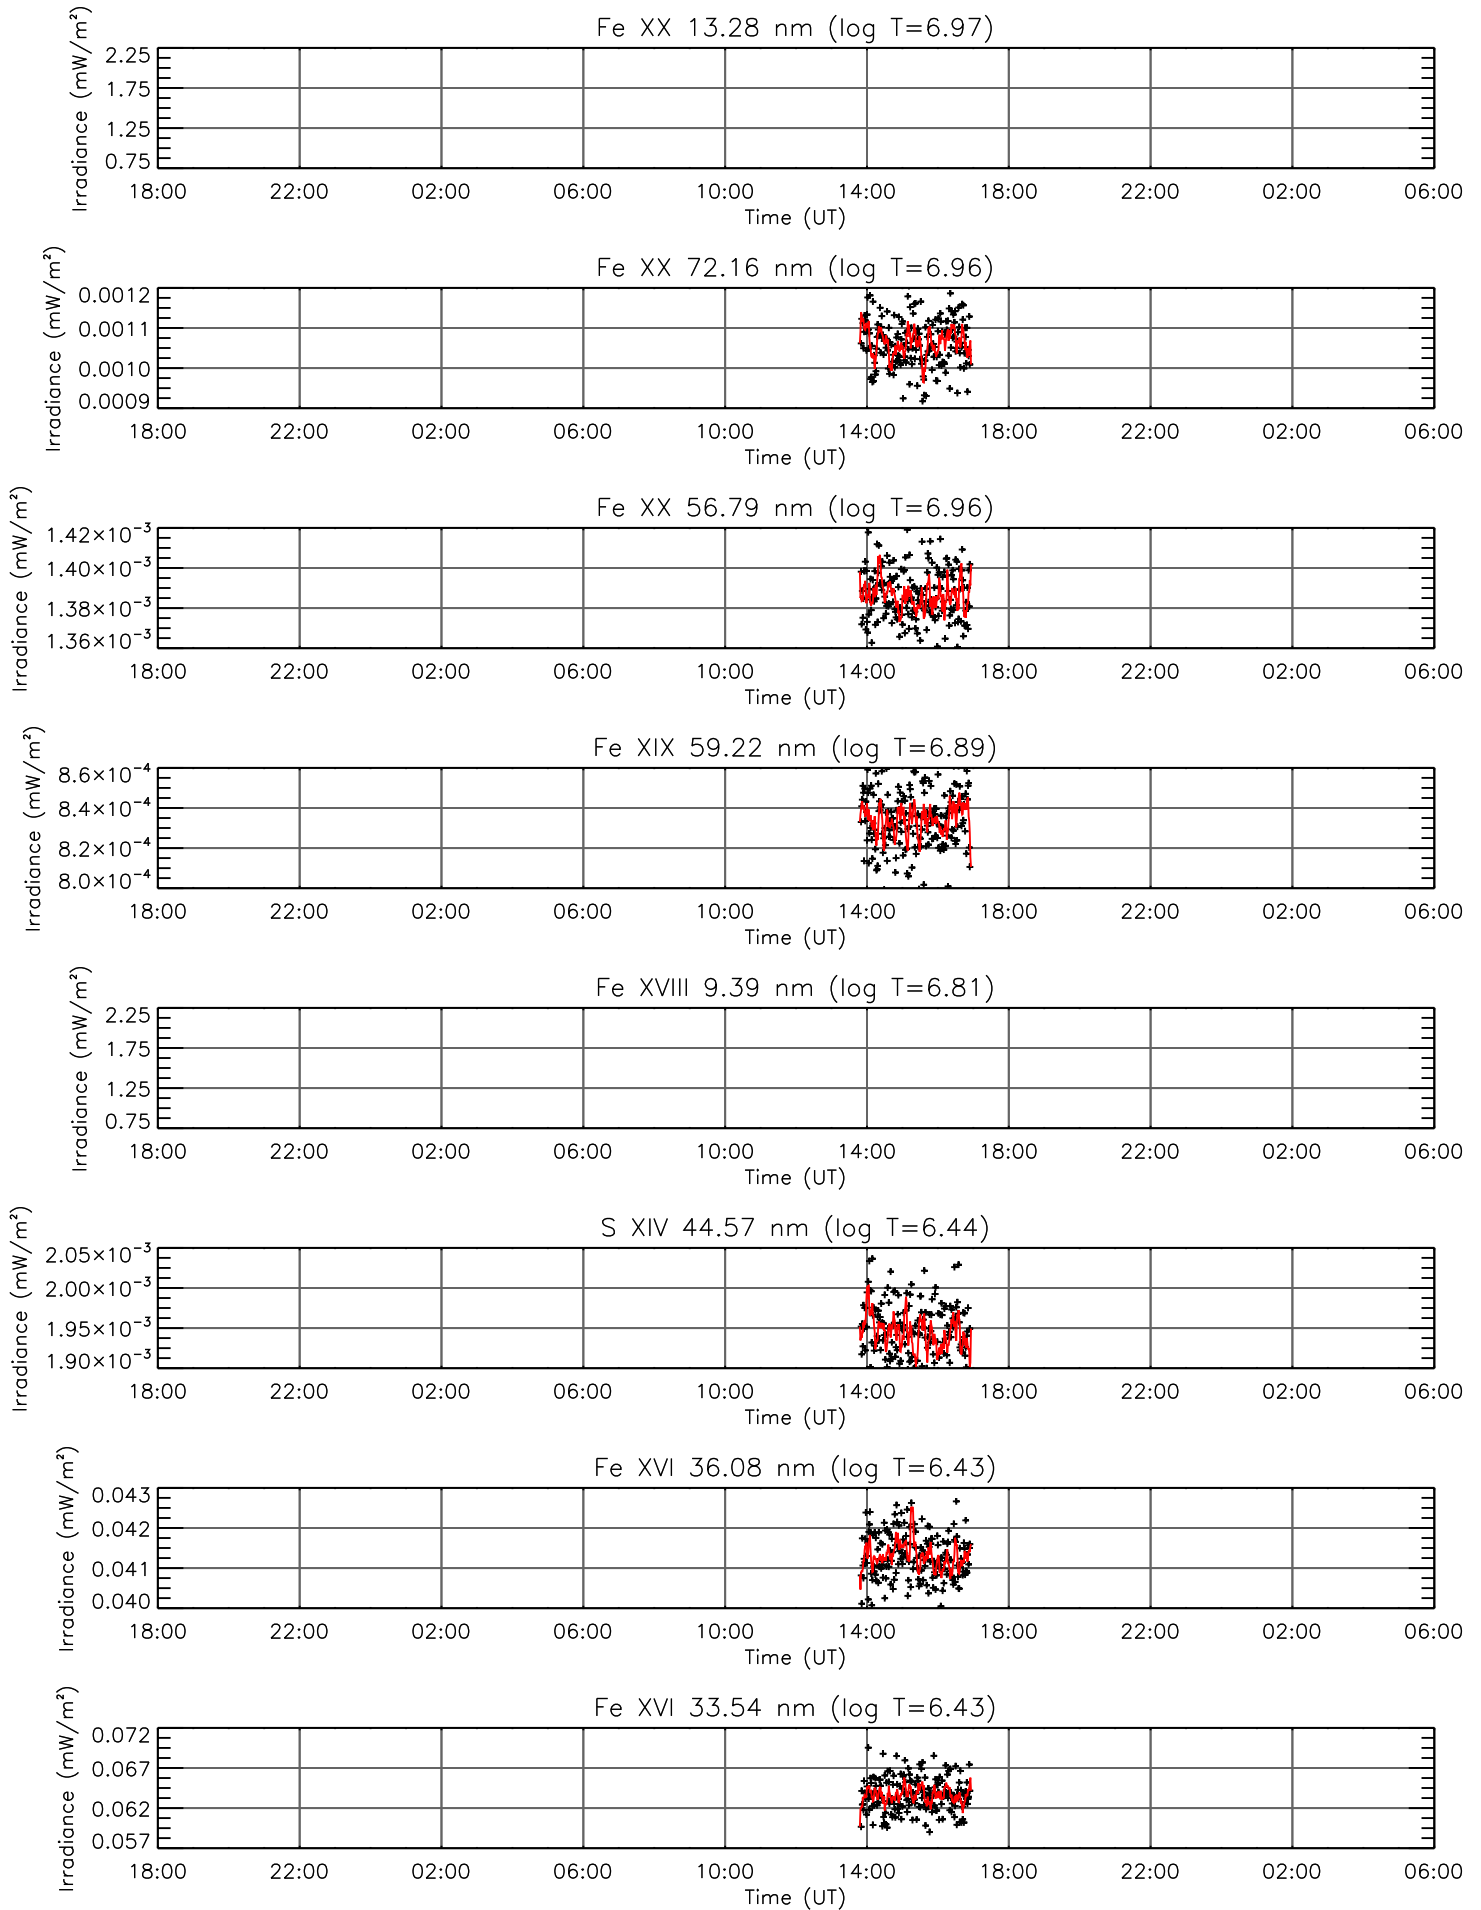 Fe XX 13.28 nm (log T=6.97)
Irradiance (mW/m²)
2.25
1.75
1.25
0.75
18:00 22:00 02:00 06:00 10:00 14:00 18:00 22:00 02:00 06:00
Time (UT)
Fe XX 72.16 nm (log T=6.96)
Irradiance (mW/m²)
0.0012
0.0011
0.0010
0.0009
18:00 22:00 02:00 06:00 10:00 14:00 18:00 22:00 02:00 06:00
Time (UT)
Fe XX 56.79 nm (log T=6.96)
Irradiance (mW/m²)
1.42×10⁻³
1.40×10⁻³
1.38×10⁻³
1.36×10⁻³
18:00 22:00 02:00 06:00 10:00 14:00 18:00 22:00 02:00 06:00
Time (UT)
Fe XIX 59.22 nm (log T=6.89)
Irradiance (mW/m²)
8.6×10⁻⁴
8.4×10⁻⁴
8.2×10⁻⁴
8.0×10⁻⁴
18:00 22:00 02:00 06:00 10:00 14:00 18:00 22:00 02:00 06:00
Time (UT)
Fe XVIII 9.39 nm (log T=6.81)
Irradiance (mW/m²)
2.25
1.75
1.25
0.75
18:00 22:00 02:00 06:00 10:00 14:00 18:00 22:00 02:00 06:00
Time (UT)
S XIV 44.57 nm (log T=6.44)
Irradiance (mW/m²)
2.05×10⁻³
2.00×10⁻³
1.95×10⁻³
1.90×10⁻³
18:00 22:00 02:00 06:00 10:00 14:00 18:00 22:00 02:00 06:00
Time (UT)
Fe XVI 36.08 nm (log T=6.43)
Irradiance (mW/m²)
0.043
0.042
0.041
0.040
18:00 22:00 02:00 06:00 10:00 14:00 18:00 22:00 02:00 06:00
Time (UT)
Fe XVI 33.54 nm (log T=6.43)
Irradiance (mW/m²)
0.072
0.067
0.062
0.057
18:00 22:00 02:00 06:00 10:00 14:00 18:00 22:00 02:00 06:00
Time (UT)